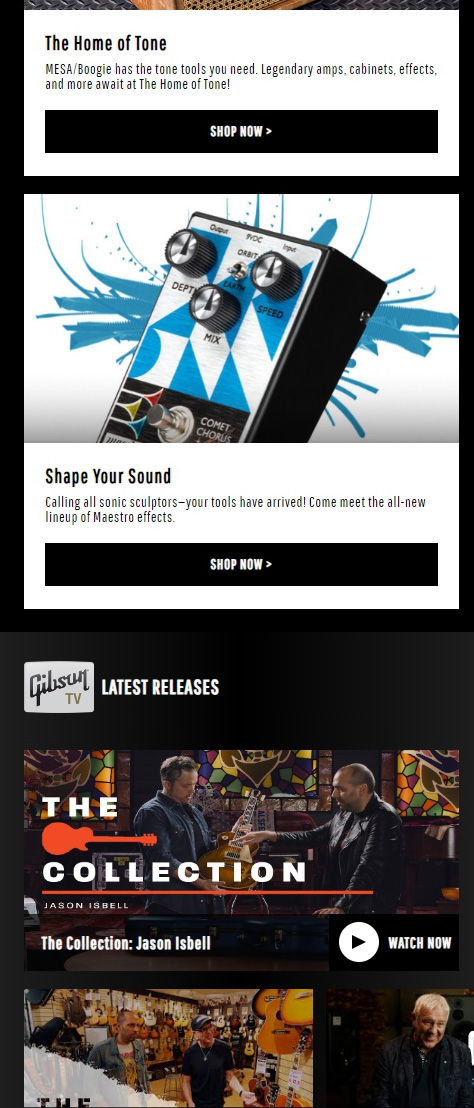 The Home of Tone
MESA/Boogie has the tone tools you need. Legendary amps, cabinets, effects,
and more await at The Home of Tone!
SHOP NOW >
Output
9VDC
Input
ORBIT
EARTH
DEPTH
SPEED
MIX
COMET
CHORUS
Shape Your Sound
Calling all sonic sculptors—your tools have arrived! Come meet the all-new
lineup of Maestro effects.
SHOP NOW >
Gibson
TV
LATEST RELEASES
THE
COLLECTION
JASON ISBELL
The Collection: Jason Isbell
WATCH NOW
THE